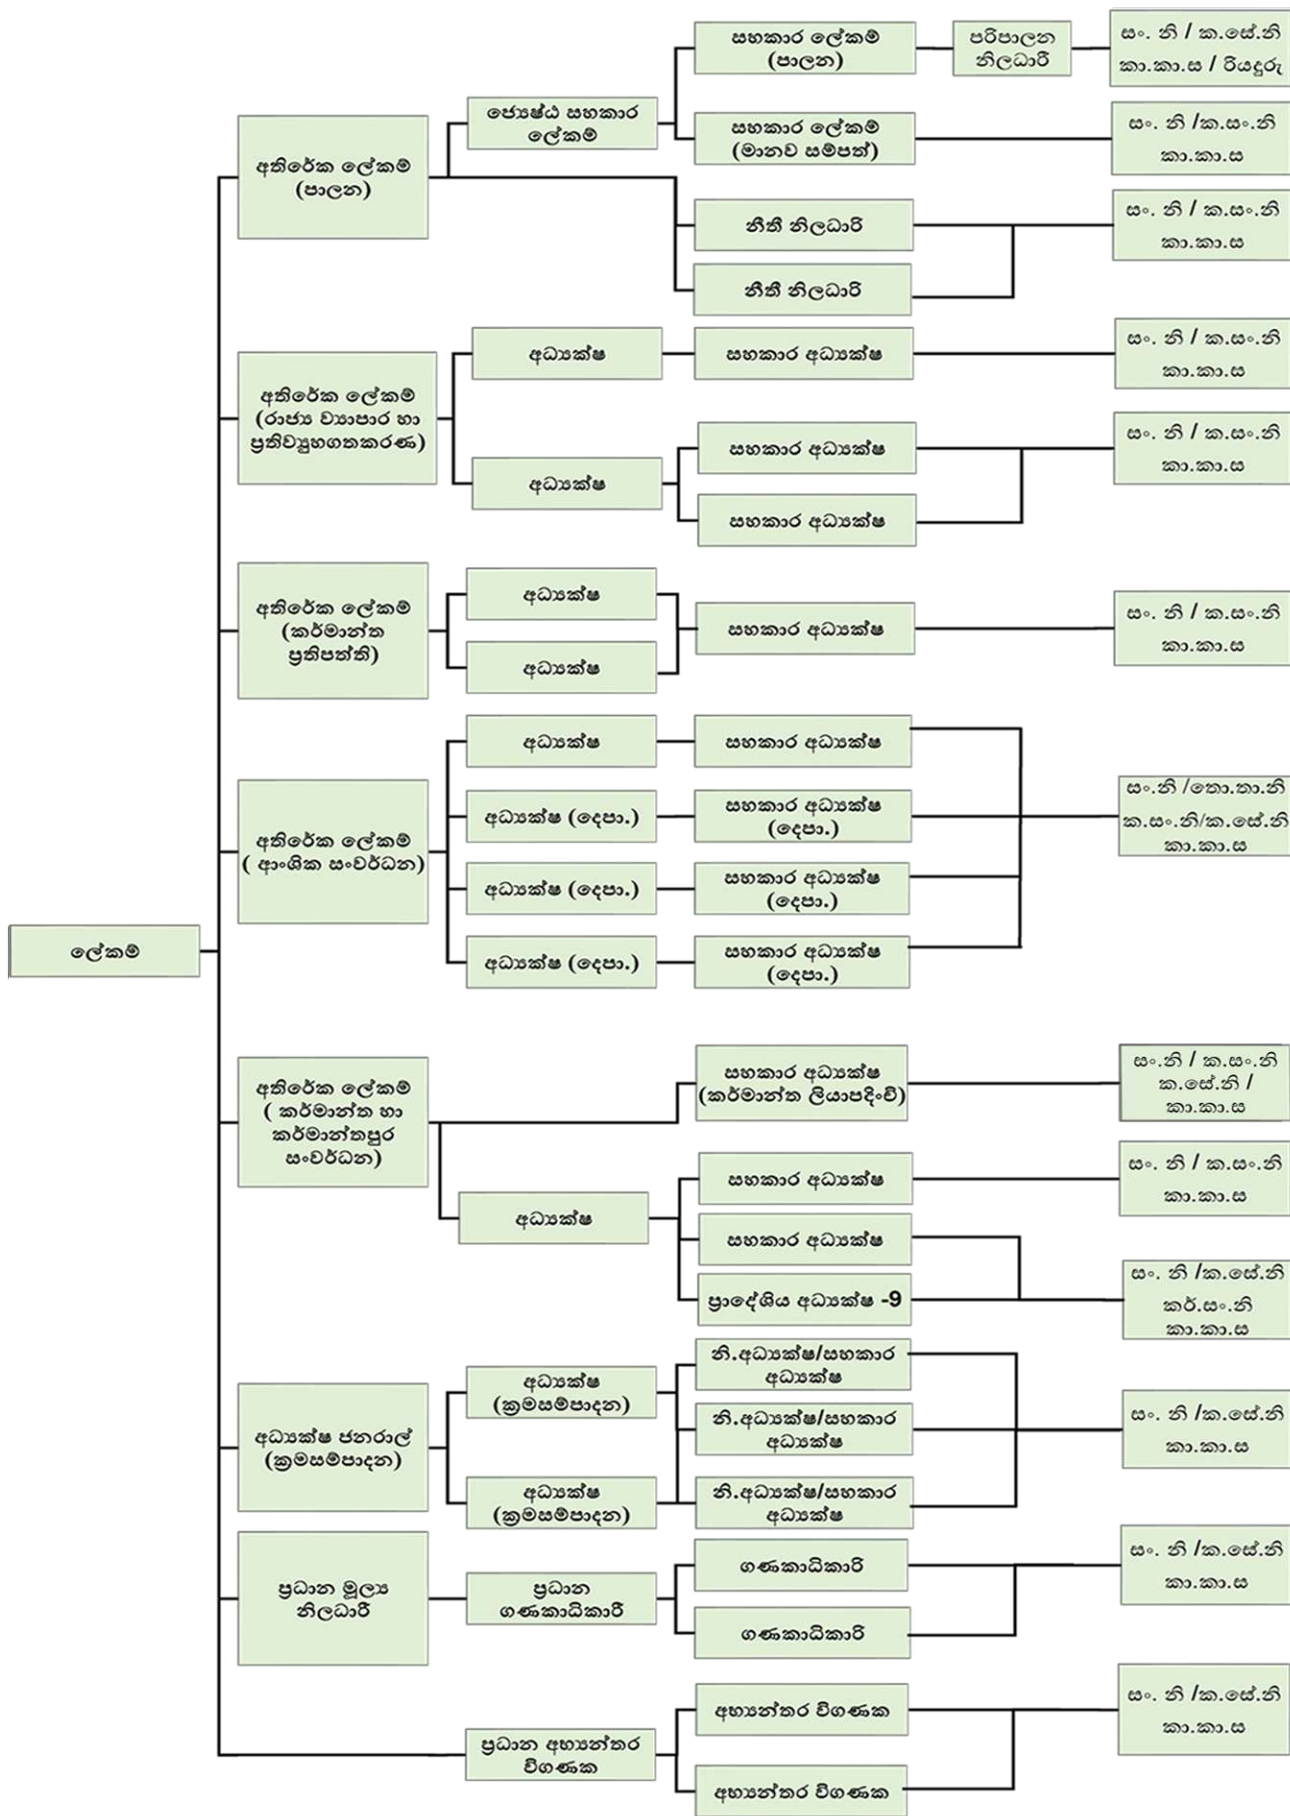 සහකාර ලේකම්
(පාලන)
පරිපාලන
නිලධාරී
සං. නි / ක.සේ.නි
කා.කා.ස / රියදුරු
ජ්‍යෙෂ්ඨ සහකාර
ලේකම්
සහකාර ලේකම්
(මානව සම්පත්)
සං. නි /ක.සං.නි
කා.කා.ස
අතිරේක ලේකම්
(පාලන)
නීතී නිලධාරි
සං. නි / ක.සං.නි
කා.කා.ස
නීතී නිලධාරි
අතිරේක ලේකම්
(රාජ්‍ය ව්‍යාපාර හා
ප්‍රතිව්‍යුහගතකරණ)
අධ්‍යක්ෂ
සහකාර අධ්‍යක්ෂ
සං. නි / ක.සං.නි
කා.කා.ස
අධ්‍යක්ෂ
සහකාර අධ්‍යක්ෂ
සං. නි / ක.සං.නි
කා.කා.ස
සහකාර අධ්‍යක්ෂ
අතිරේක ලේකම්
(කර්මාන්ත
ප්‍රතිපත්ති)
අධ්‍යක්ෂ
අධ්‍යක්ෂ
සහකාර අධ්‍යක්ෂ
සං. නි / ක.සං.නි
කා.කා.ස
අතිරේක ලේකම්
( ආංශික සංවර්ධන)
අධ්‍යක්ෂ
සහකාර අධ්‍යක්ෂ
අධ්‍යක්ෂ (දෙපා.)
සහකාර අධ්‍යක්ෂ
(දෙපා.)
සං.නි /තො.තා.නි
ක.සං.නි/ක.සේ.නි
කා.කා.ස
අධ්‍යක්ෂ (දෙපා.)
සහකාර අධ්‍යක්ෂ
(දෙපා.)
අධ්‍යක්ෂ (දෙපා.)
සහකාර අධ්‍යක්ෂ
(දෙපා.)
ලේකම්
අතිරේක ලේකම්
( කර්මාන්ත හා
කර්මාන්තපුර
සංවර්ධන)
සහකාර අධ්‍යක්ෂ
(කර්මාන්ත ලියාපදිංචි)
සං.නි / ක.සං.නි
ක.සේ.නි /
කා.කා.ස
අධ්‍යක්ෂ
සහකාර අධ්‍යක්ෂ
සං. නි / ක.සං.නි
කා.කා.ස
සහකාර අධ්‍යක්ෂ
ප්‍රාදේශිය අධ්‍යක්ෂ -9
සං. නි /ක.සේ.නි
කර්.සං.නි
කා.කා.ස
අධ්‍යක්ෂ ජනරාල්
(ක්‍රමසම්පාදන)
අධ්‍යක්ෂ
(ක්‍රමසම්පාදන)
නි.අධ්‍යක්ෂ/සහකාර
අධ්‍යක්ෂ
නි.අධ්‍යක්ෂ/සහකාර
අධ්‍යක්ෂ
සං. නි /ක.සේ.නි
කා.කා.ස
අධ්‍යක්ෂ
(ක්‍රමසම්පාදන)
නි.අධ්‍යක්ෂ/සහකාර
අධ්‍යක්ෂ
ප්‍රධාන මූල්‍ය
නිලධාරී
ප්‍රධාන
ගණකාධිකාරී
ගණකාධිකාරි
සං. නි /ක.සේ.නි
කා.කා.ස
ගණකාධිකාරි
ප්‍රධාන අභ්‍යන්තර
විගණක
අභ්‍යන්තර විගණක
සං. නි /ක.සේ.නි
කා.කා.ස
අභ්‍යන්තර විගණක